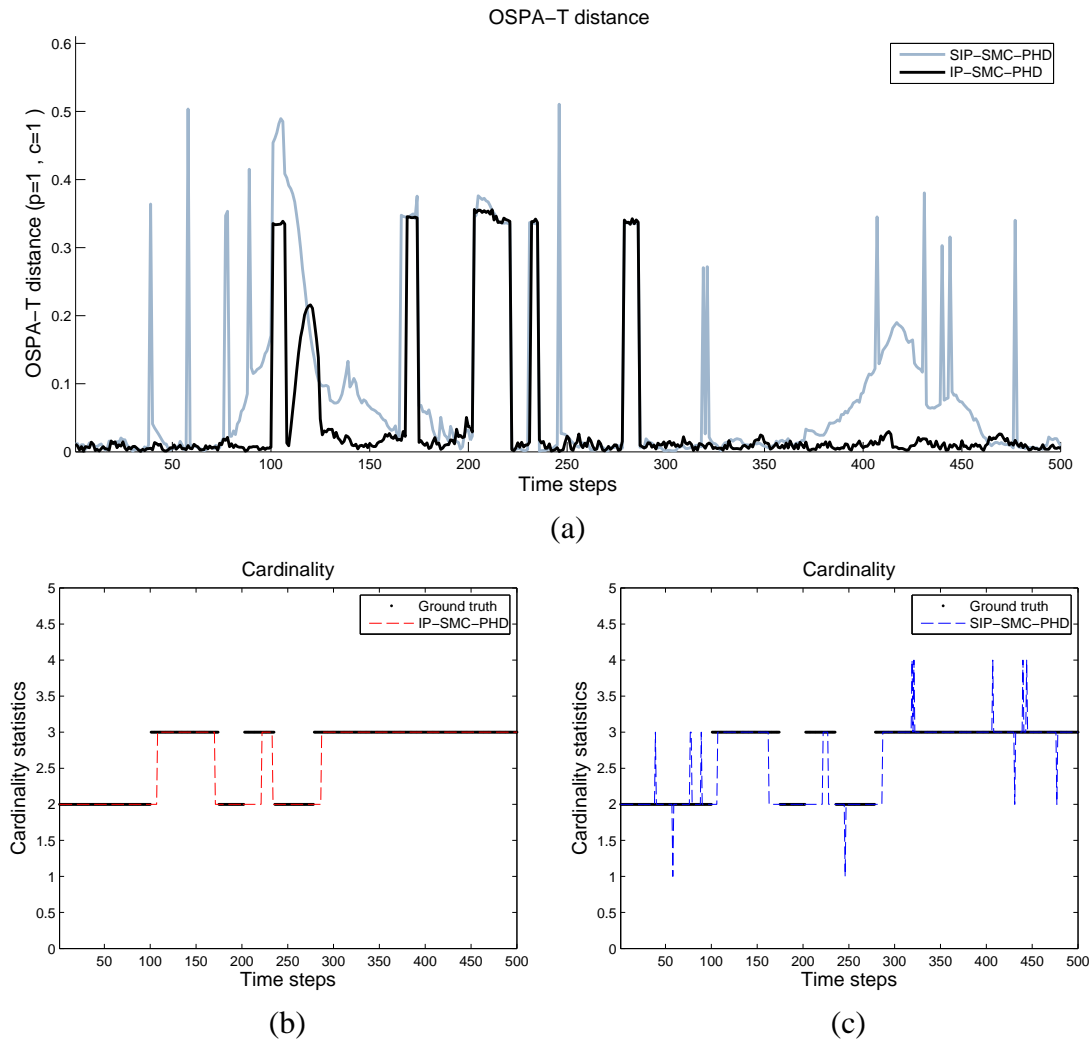 OSPA−T distance
0.6
0.5
0.4
0.3
0.2
0.1
0
OSPA−T distance (p=1 , c=1 )
SIP−SMC−PHD
IP−SMC−PHD
50 100 150 200 250 300 350 400 450 500
Time steps
(a)
Cardinality
5
4.5
4
3.5
3
2.5
2
1.5
1
0.5
0
Cardinality statistics
Ground truth
IP−SMC−PHD
50 100 150 200 250 300 350 400 450 500
Time steps
(b)
Cardinality
5
4.5
4
3.5
3
2.5
2
1.5
1
0.5
0
Cardinality statistics
Ground truth
SIP−SMC−PHD
50 100 150 200 250 300 350 400 450 500
Time steps
(c)